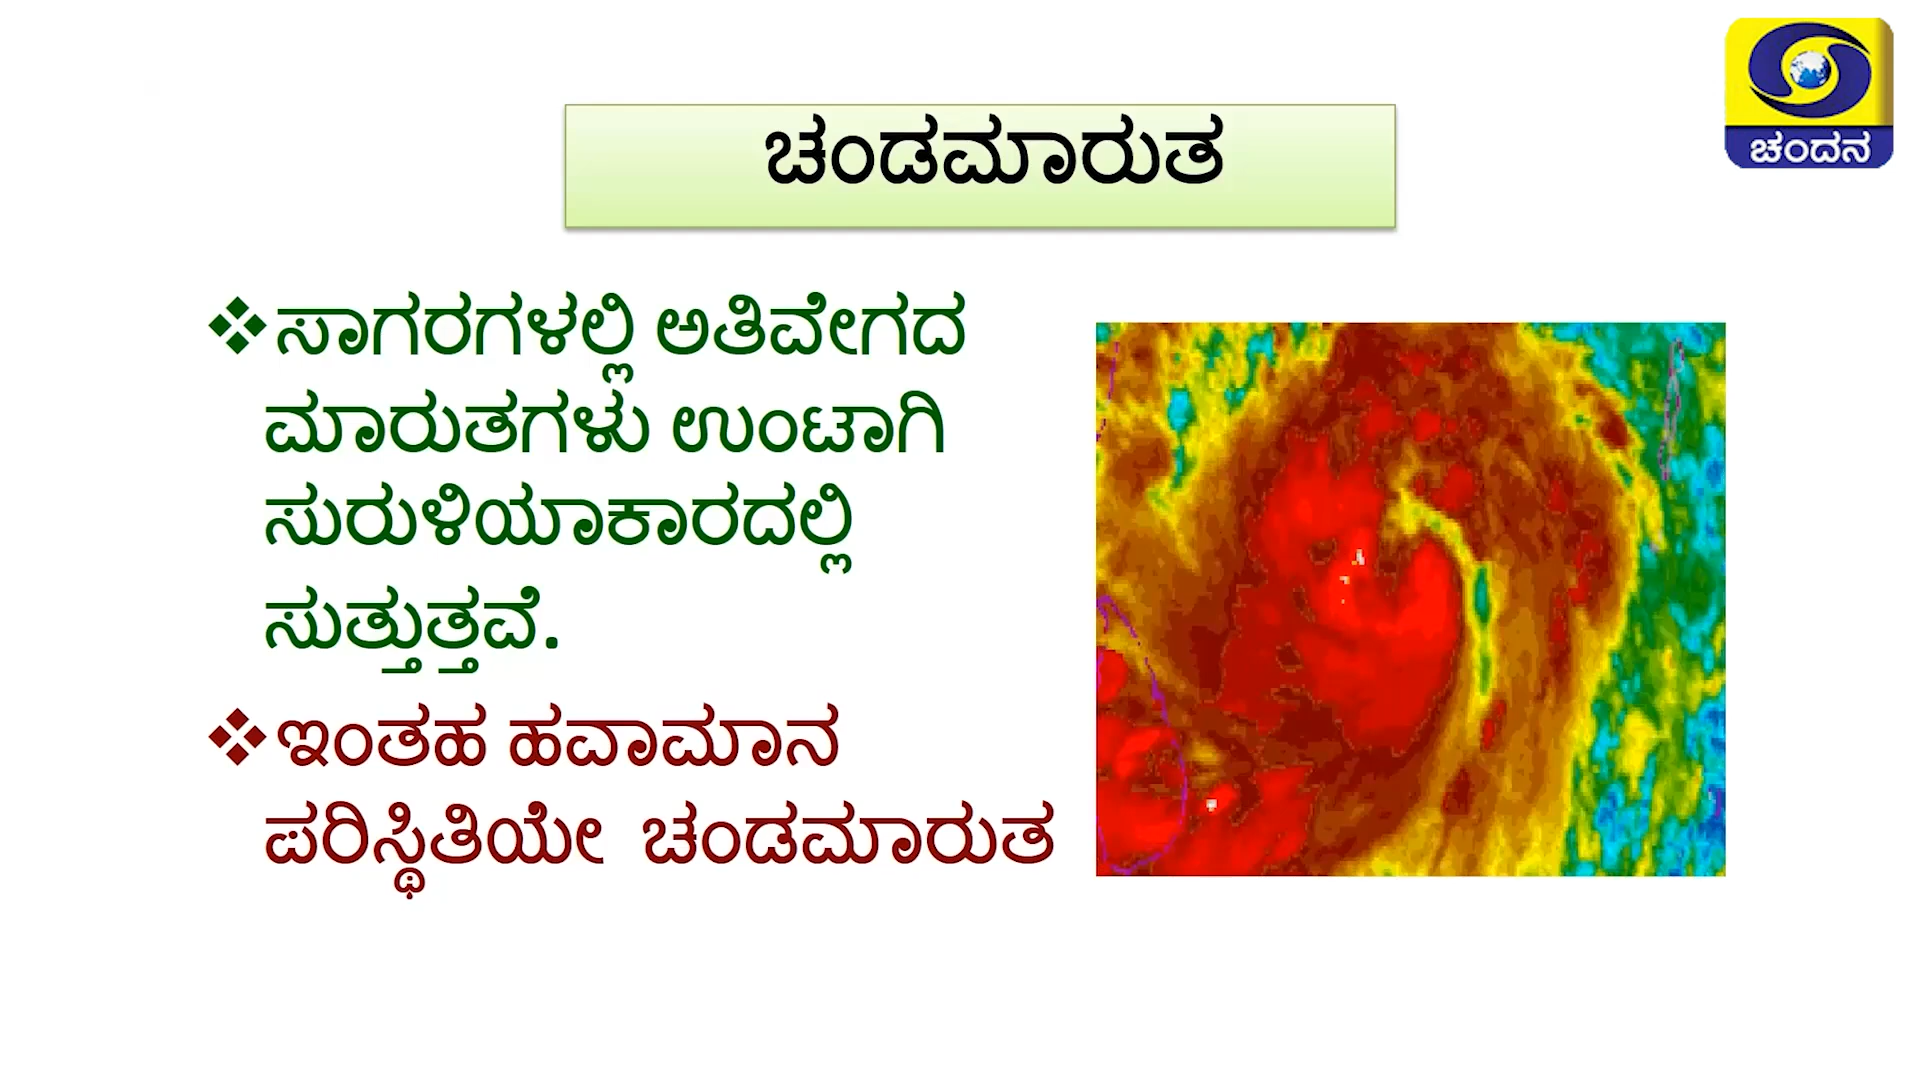 ಚಂದನ
ಚಂಡಮಾರುತ
❖ಸಾಗರಗಳಲ್ಲಿ ಅತಿವೇಗದ
ಮಾರುತಗಳು ಉಂಟಾಗಿ
ಸುರುಳಿಯಾಕಾರದಲ್ಲಿ
ಸುತ್ತುತ್ತವೆ.
❖ಇಂತಹ ಹವಾಮಾನ
ಪರಿಸ್ಥಿತಿಯೇ ಚಂಡಮಾರುತ